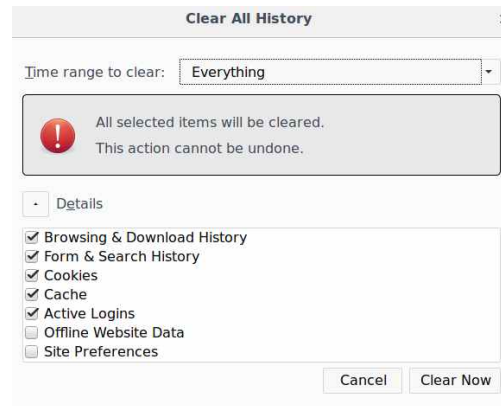 Clear All History
Time range to clear: Everything
All selected items will be cleared.
This action cannot be undone.
Details
Browsing & Download History
Form & Search History
Cookies
Cache
Active Logins
Offline Website Data
Site Preferences
Cancel Clear Now